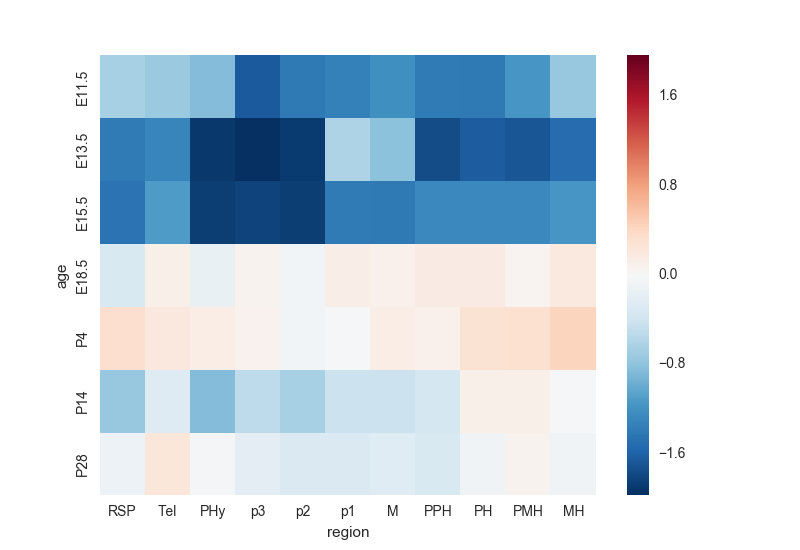 E11.5
E13.5
E15.5
E18.5
P4
P14
P28
age
RSP Tel PHy p3 p2 p1 M PPH PH PMH MH
region
1.6
0.8
0.0
−0.8
−1.6